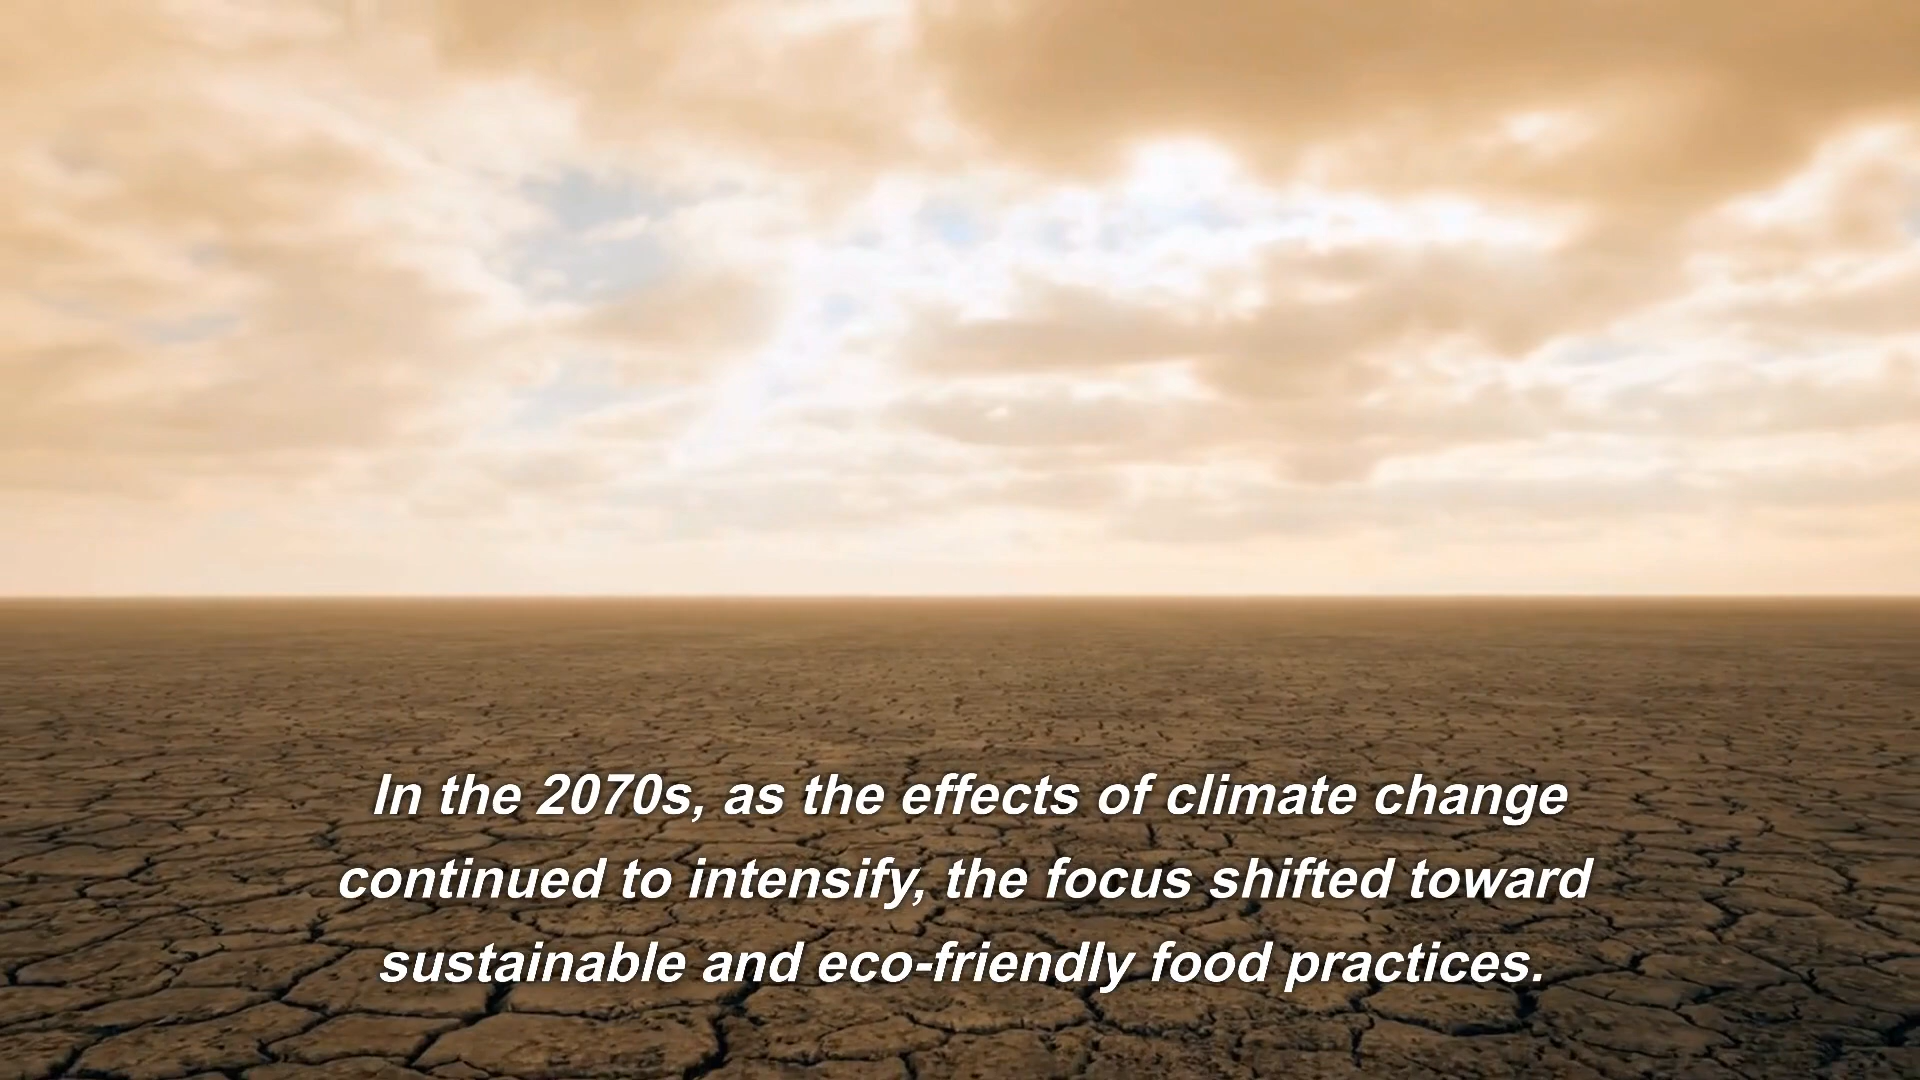 In the 2070s, as the effects of climate change
continued to intensify, the focus shifted toward
sustainable and eco-friendly food practices.